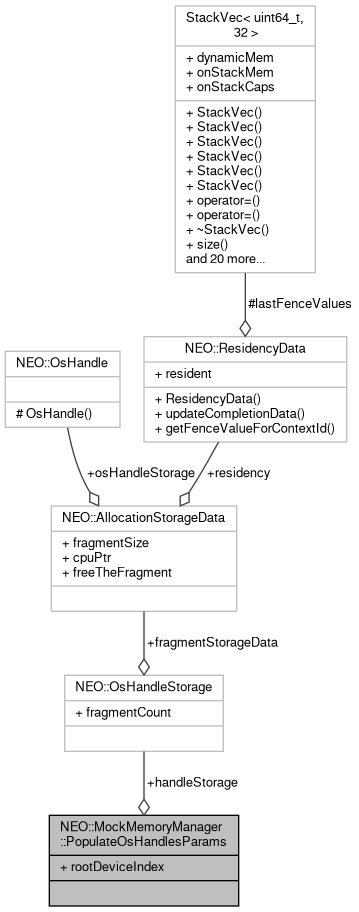 StackVec< uint64_t,
32 >
+ dynamicMem
+ onStackMem
+ onStackCaps
+ StackVec()
+ StackVec()
+ StackVec()
+ StackVec()
+ StackVec()
+ StackVec()
+ operator=()
+ operator=()
+ ~StackVec()
+ size()
and 20 more...
#lastFenceValues
NEO::OsHandle
# OsHandle()
NEO::ResidencyData
+ resident
+ ResidencyData()
+ updateCompletionData()
+ getFenceValueForContextId()
+osHandleStorage
+residency
NEO::AllocationStorageData
+ fragmentSize
+ cpuPtr
+ freeTheFragment
+fragmentStorageData
NEO::OsHandleStorage
+ fragmentCount
+handleStorage
NEO::MockMemoryManager
::PopulateOsHandlesParams
+ rootDeviceIndex